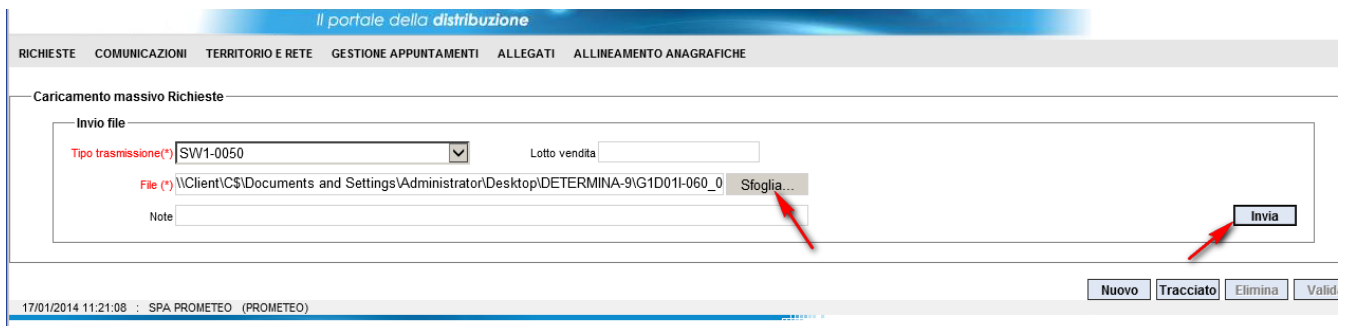 Il portale della distribuzione
RICHIESTE COMUNICAZIONI TERRITORIO E RETE GESTIONE APPUNTAMENTI ALLEGATI ALLINEAMENTO ANAGRAFICHE
Caricamento massivo Richieste
Invio file
Tipo trasmissione(*) SW1-0050 Lotto vendita
File (*) \\Client\C$\Documents and Settings\Administrator\Desktop\DETERMINA-9\G1D01I-060_0 Sfoglia...
Note Invia
Nuovo Tracciato Elimina Valid
17/01/2014 11:21:08 : SPA PROMETEO (PROMETEO)